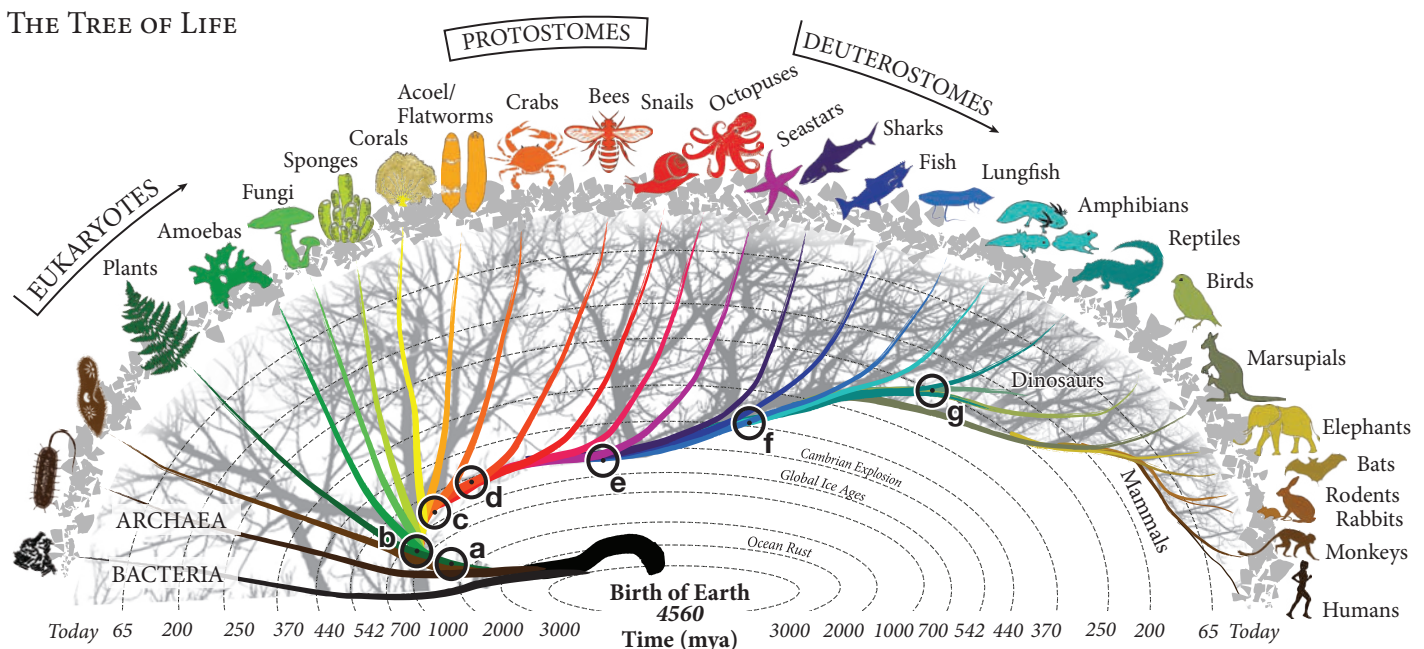 THE TREE OF LIFE
PROTOSTOMES
DEUTEROSTOMES
EUKARYOTES
Plants
Amoebas
Fungi
Sponges
Corals
Acoel/
Flatworms
Crabs
Bees
Snails
Octopuses
Seastars
Sharks
Fish
Lungfish
Amphibians
Reptiles
Birds
Marsupials
Elephants
Bats
Rodents
Rabbits
Monkeys
Humans
Dinosaurs
Mammals
ARCHAEA
BACTERIA
a
b
c
d
e
f
g
Cambrian Explosion
Global Ice Ages
Ocean Rust
Birth of Earth
4560
Time (mya)
Today 65 200 250 370 440 542 700 1000 2000 3000
3000 2000 1000 700 542 440 370 250 200 65 Today